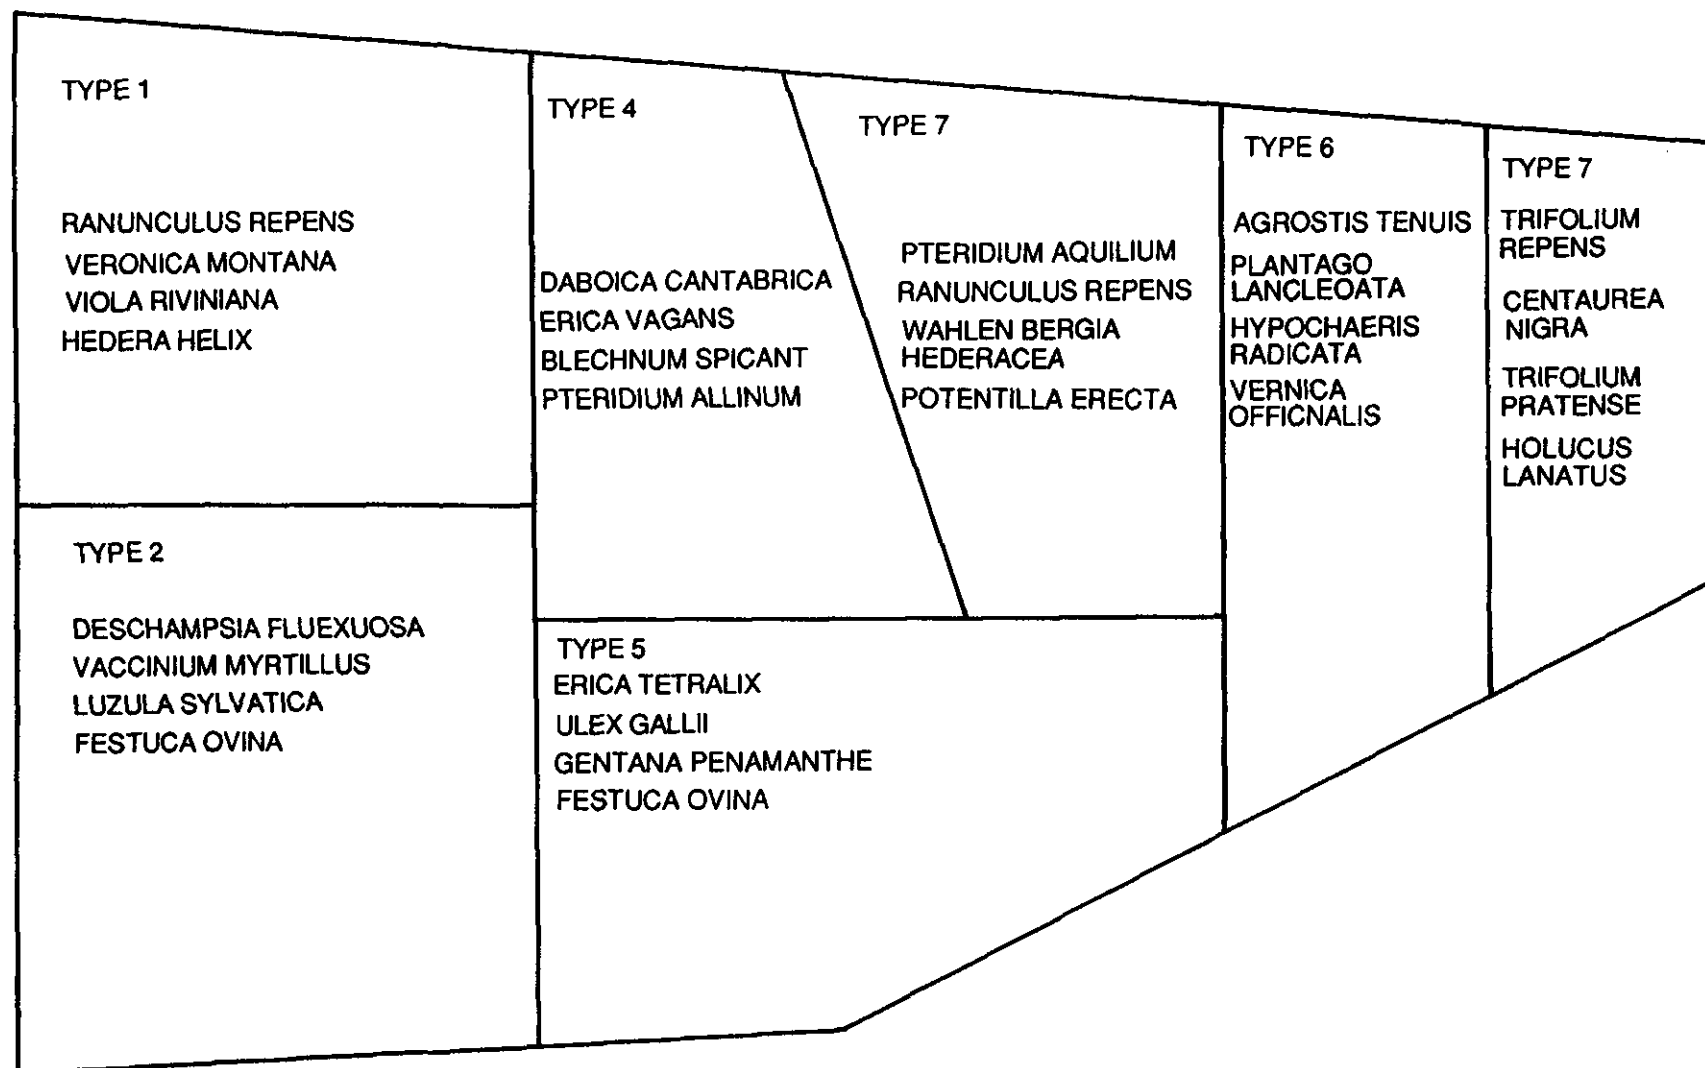 TYPE 1
RANUNCULUS REPENS
VERONICA MONTANA
VIOLA RIVINIANA
HEDERA HELIX
TYPE 4
DABOICA CANTABRICA
ERICA VAGANS
BLECHNUM SPICANT
PTERIDIUM ALLINUM
TYPE 7
PTERIDIUM AQUILIUM
RANUNCULUS REPENS
WAHLEN BERGIA
HEDERACEA
POTENTILLA ERECTA
TYPE 6
AGROSTIS TENUIS
PLANTAGO
LANCLEOATA
HYPOCHAERIS
RADICATA
VERNICA
OFFICNALIS
TYPE 7
TRIFOLIUM
REPENS
CENTAUREA
NIGRA
TRIFOLIUM
PRATENSE
HOLUCUS
LANATUS
TYPE 2
DESCHAMPSIA FLUEXUOSA
VACCINIUM MYRTILLUS
LUZULA SYLVATICA
FESTUCA OVINA
TYPE 5
ERICA TETRALIX
ULEX GALLII
GENTANA PENAMANTHE
FESTUCA OVINA